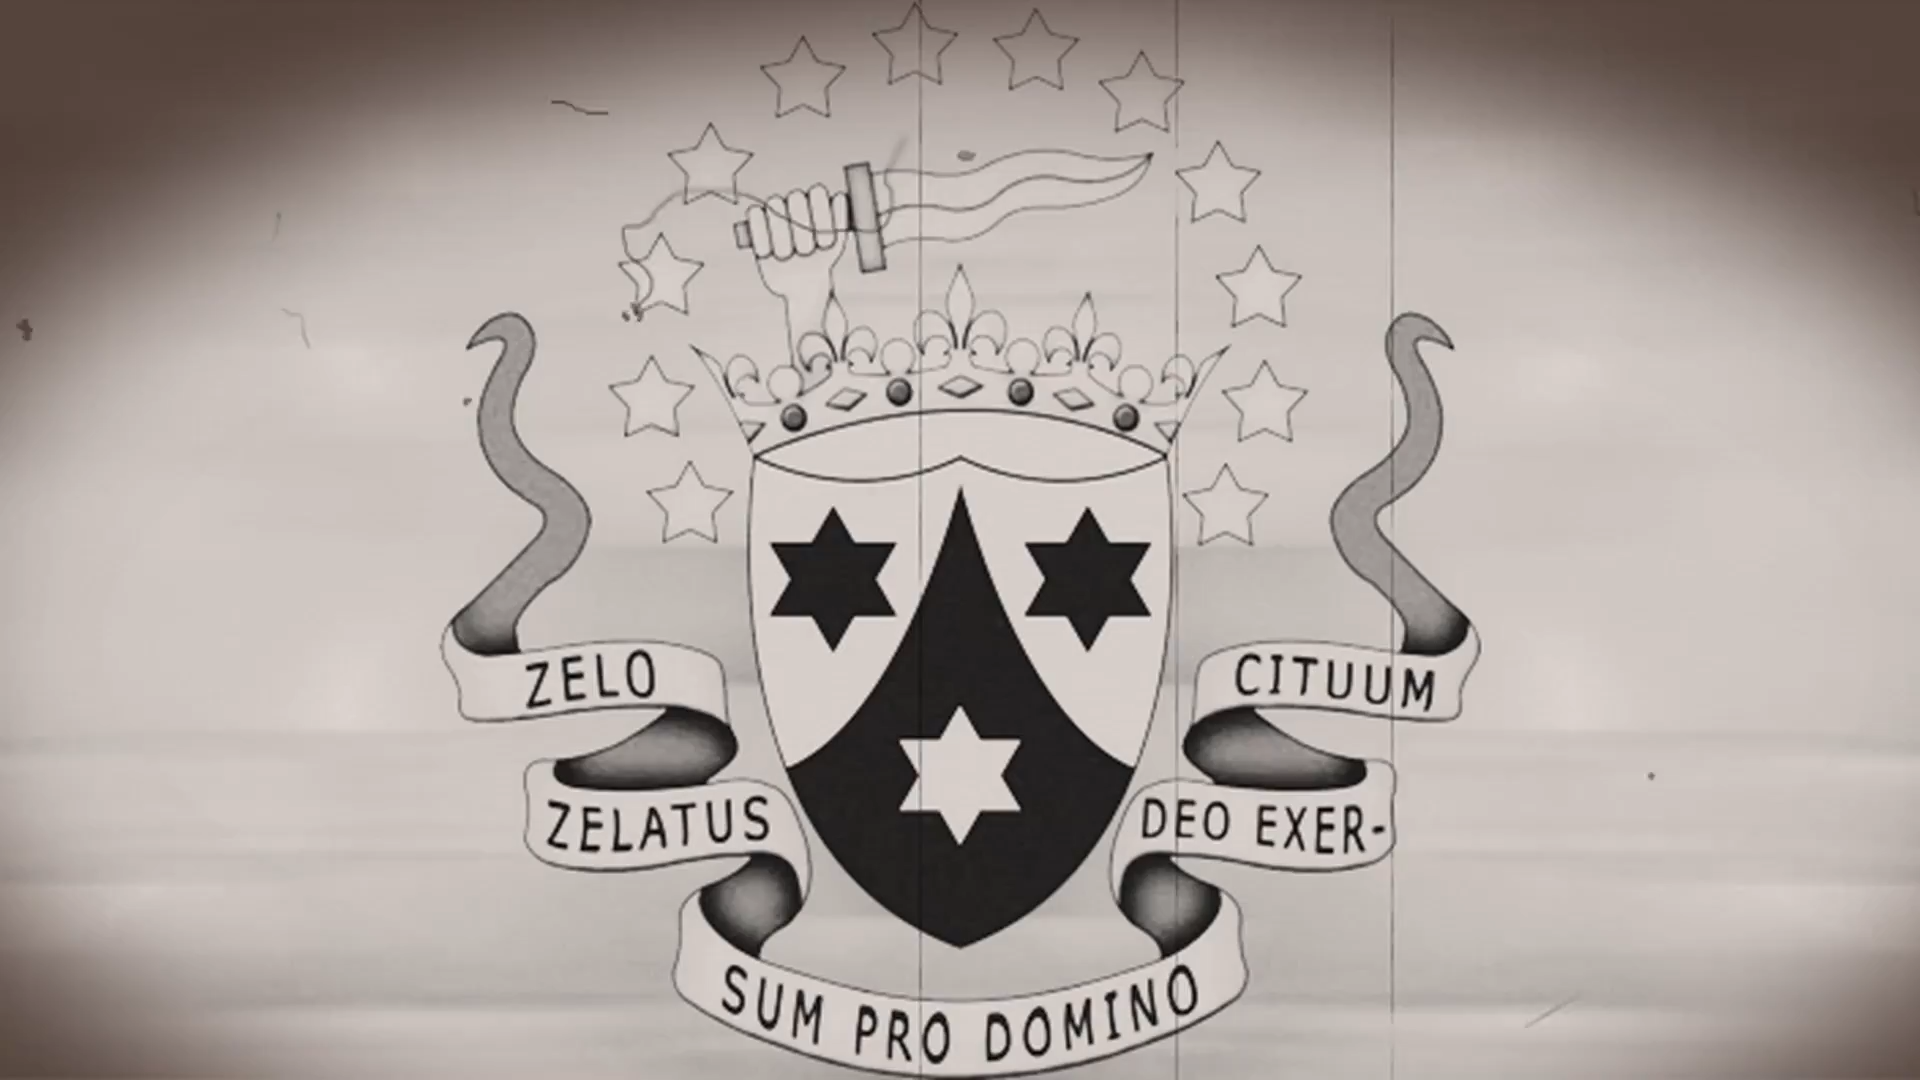 ZELO
ZELATUS
SUM PRO DOMINO
DEO EXER-
CITUUM